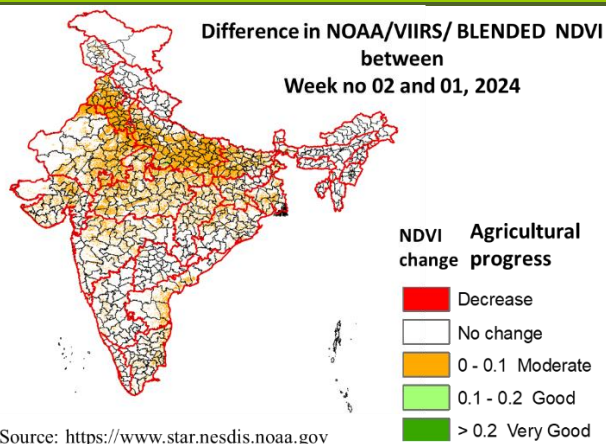 Difference in NOAA/VIIRS/ BLENDED NDVI
between
Week no 02 and 01, 2024
NDVI change
Agricultural progress
Decrease
No change
0 - 0.1 Moderate
0.1 - 0.2 Good
> 0.2 Very Good
Source: https://www.star.nesdis.noaa.gov